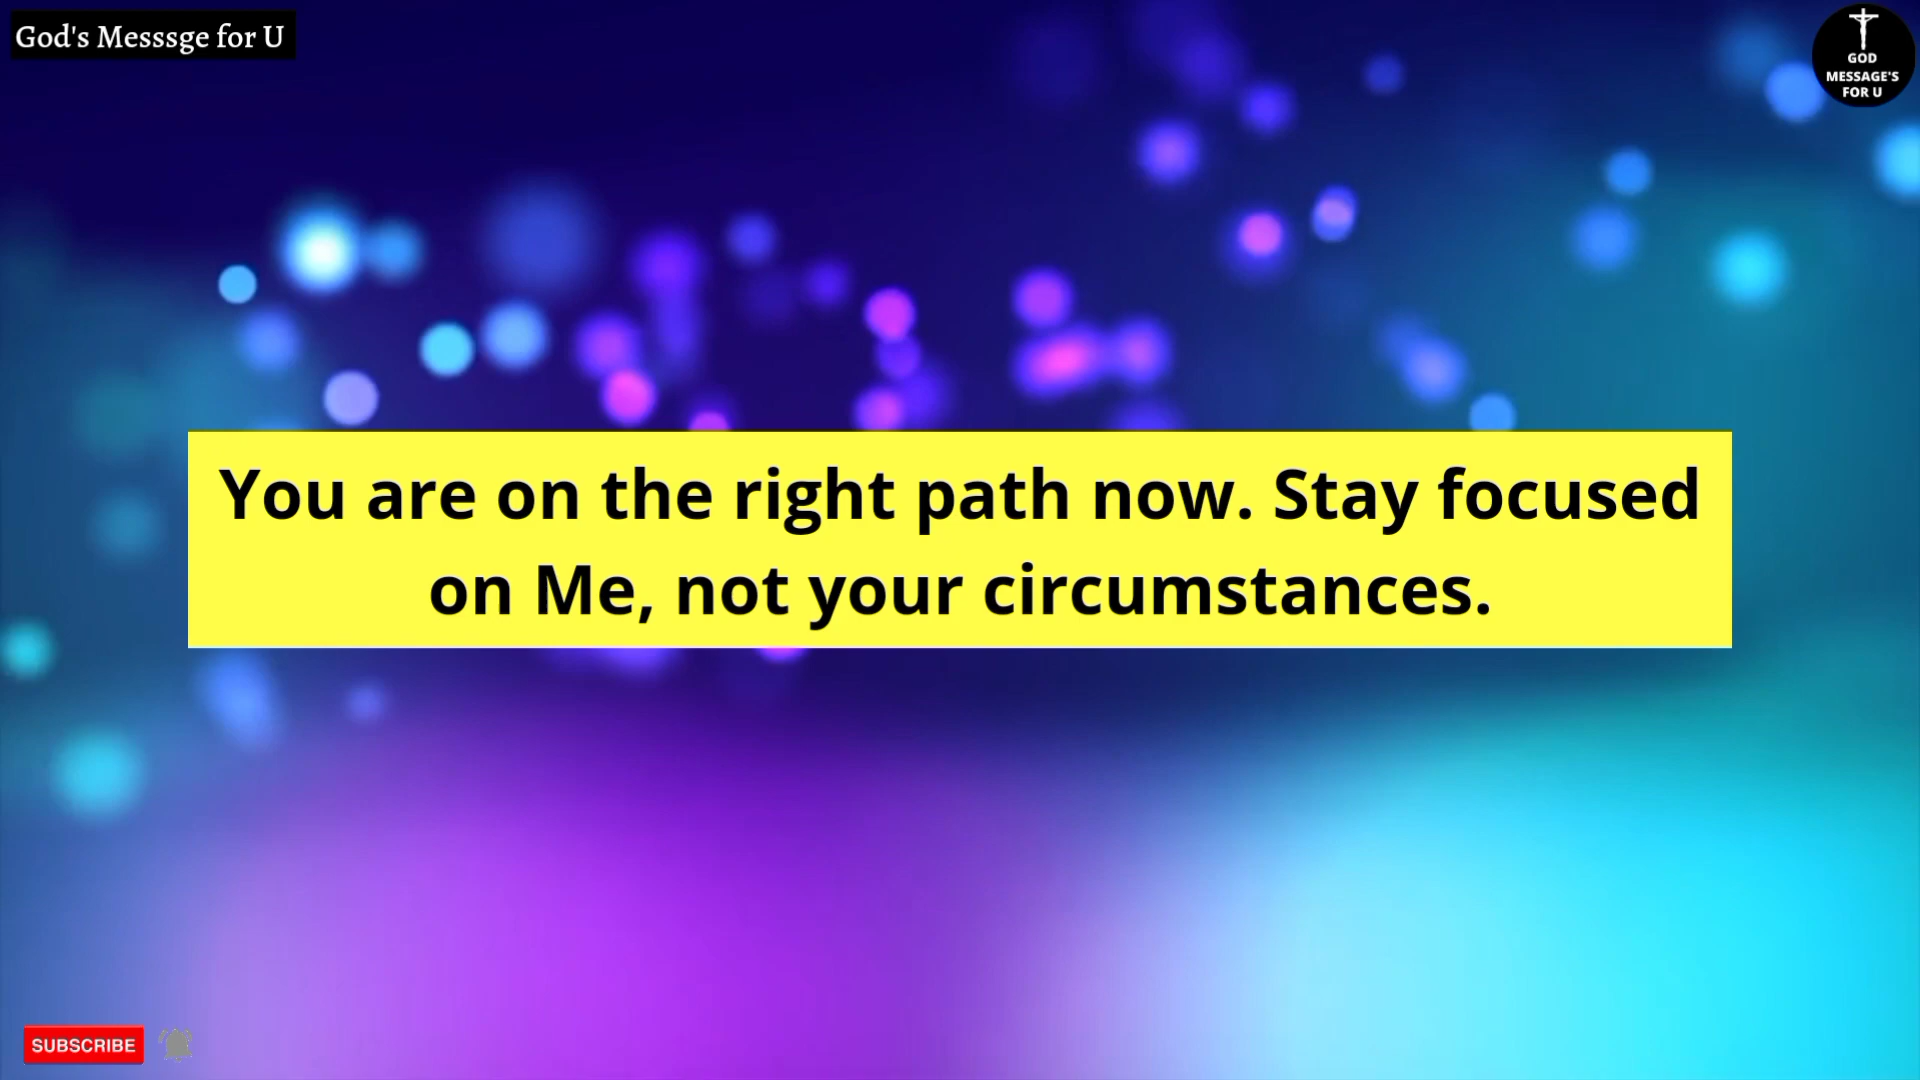 God's Messsge for U
GOD
MESSAGE'S
FOR U
You are on the right path now. Stay focused
on Me, not your circumstances.
SUBSCRIBE